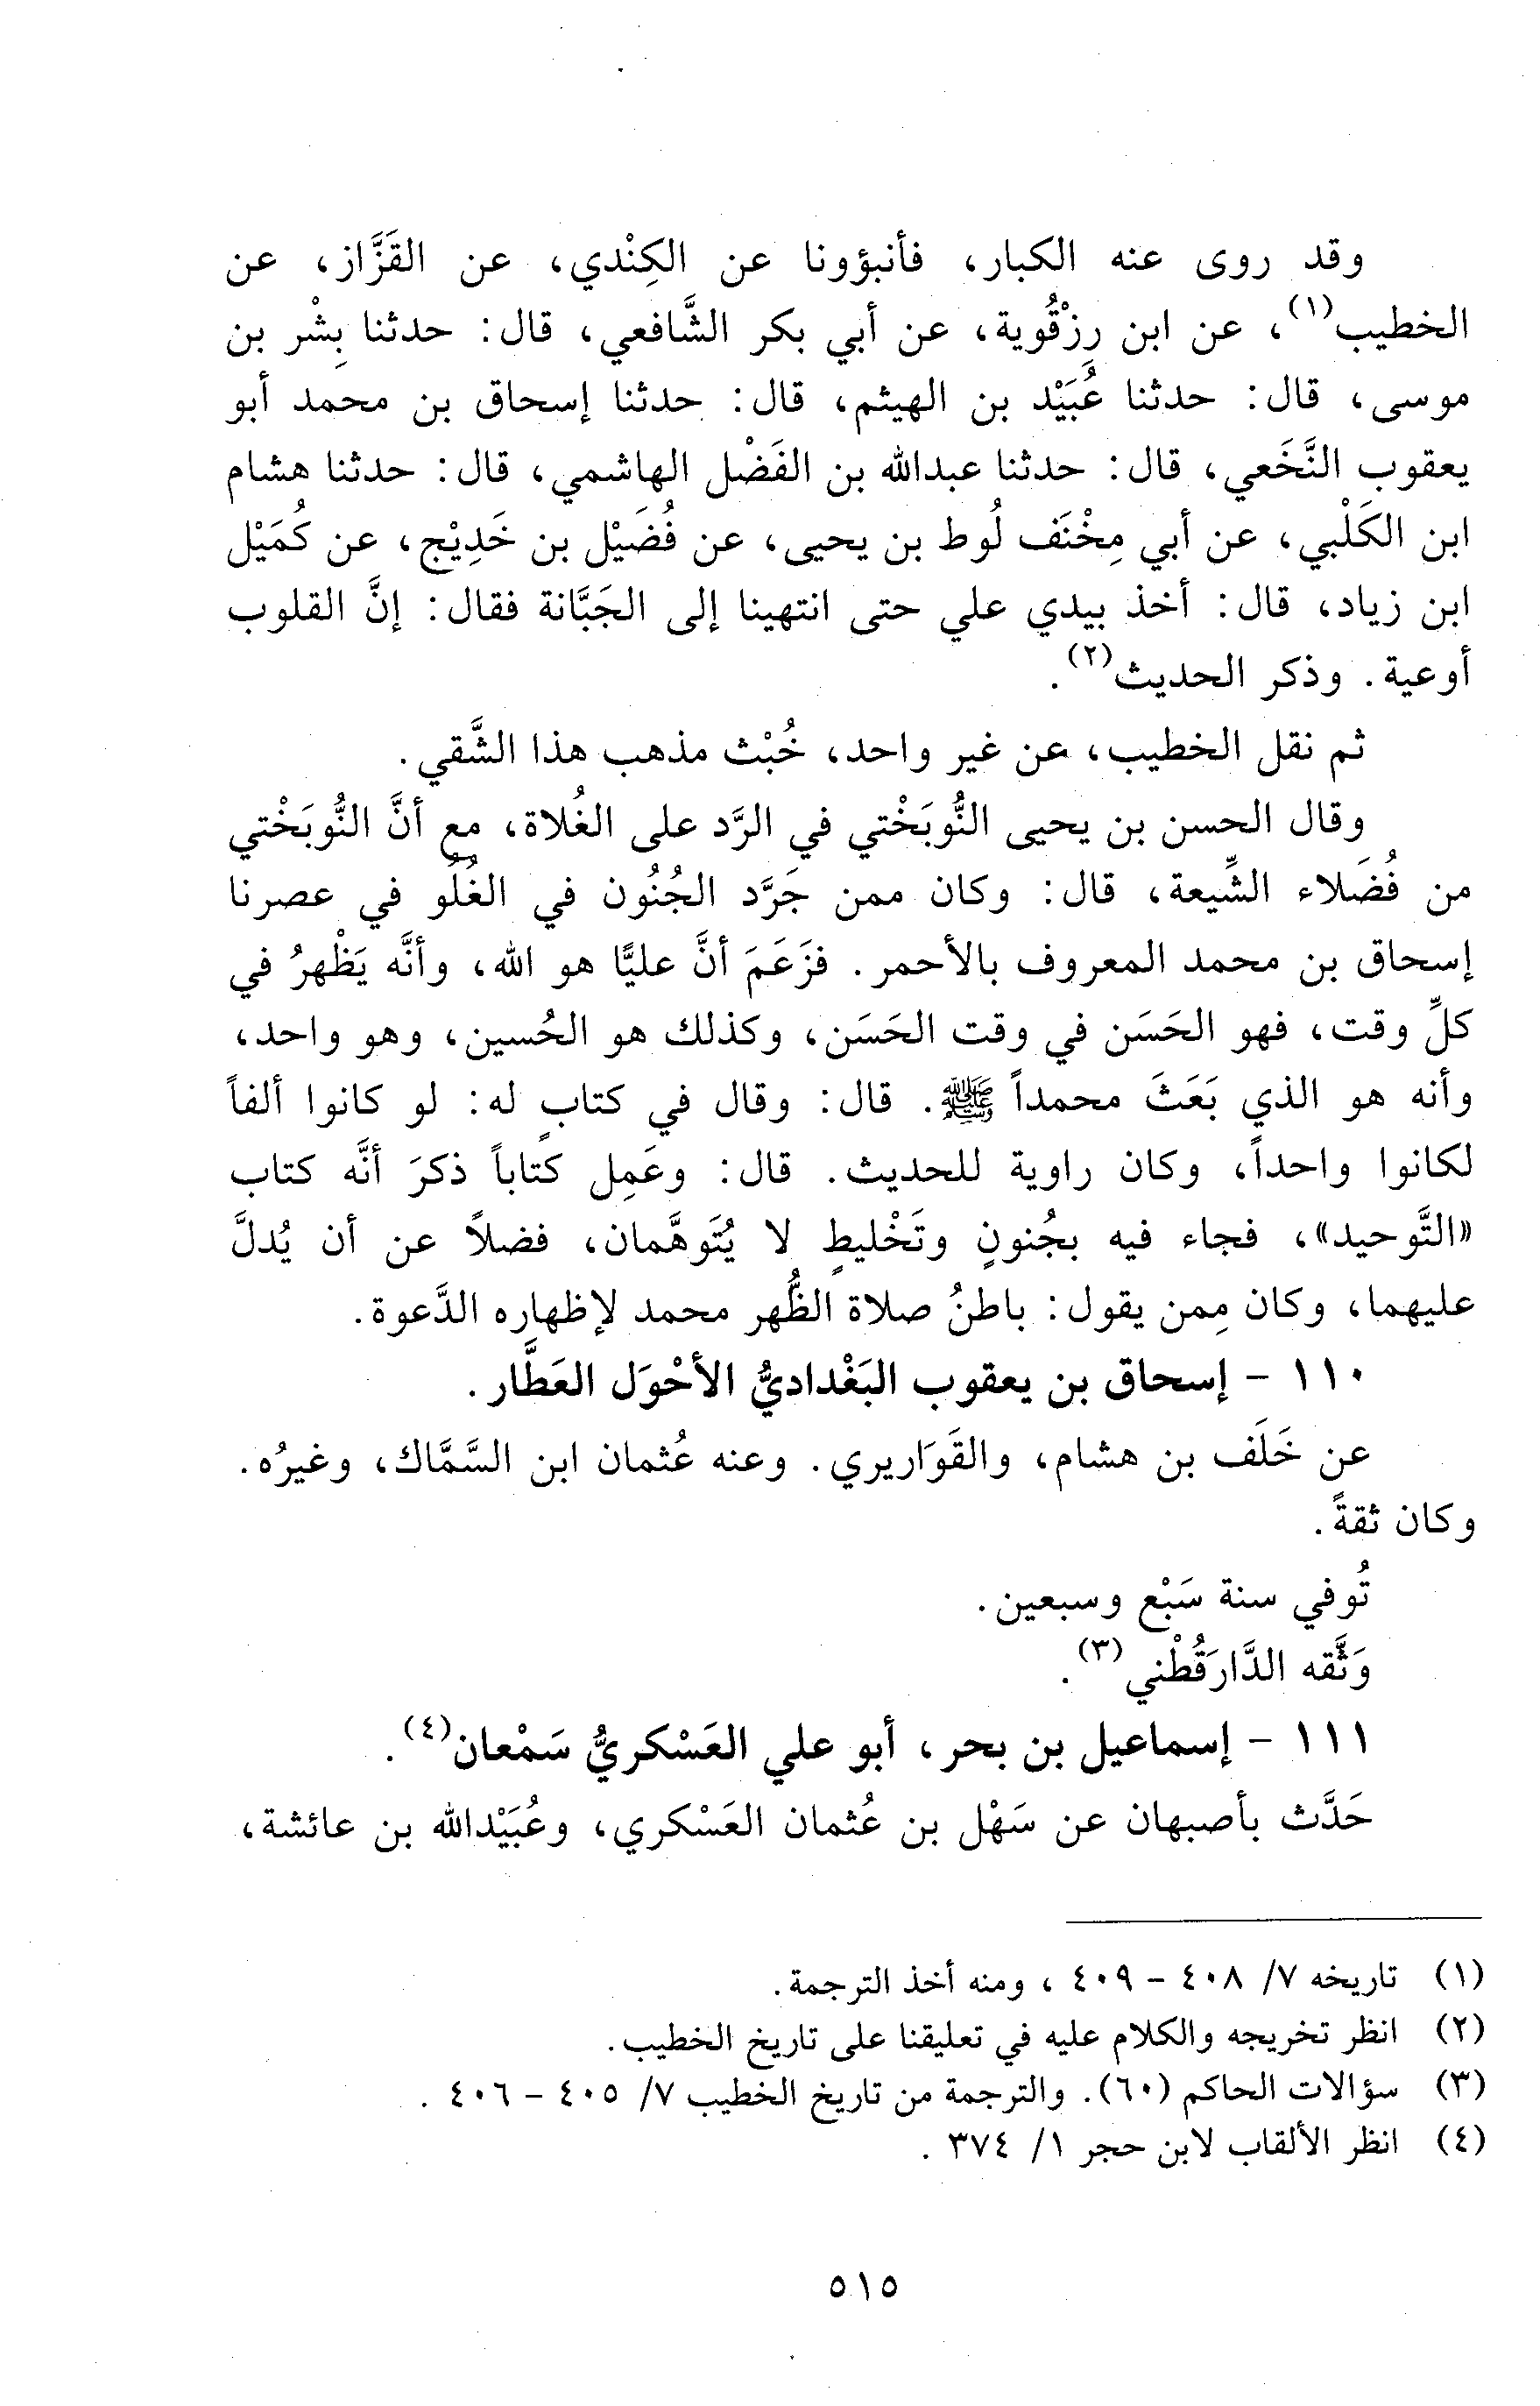 وقد روى عنه الكبار، فأنبؤونا عن الكِنْدي، عن القَزَّاز، عن
الخطيب(١)، عن ابن رِزْقُوية، عن أبي بكر الشَّافعي، قال: حدثنا بِشْر بن
موسى، قال: حدثنا عُبَيْد بن الهيثم، قال: حدثنا إسحاق بن محمد أبو
يعقوب النَّخَعي، قال: حدثنا عبدالله بن الفَضْل الهاشمي، قال: حدثنا هشام
ابن الكَلْبي، عن أبي مِخْنَف لُوط بن يحيى، عن فُضَيْل بن خَدِيْج، عن كُمَيْل
ابن زياد، قال: أخذ بيدي علي حتى انتهينا إلى الجَبَّانة فقال: إنَّ القلوب
أوعية. وذكر الحديث(٢).
ثم نقل الخطيب، عن غير واحد، خُبْث مذهب هذا الشَّقي.
وقال الحسن بن يحيى النُّوبَخْتي في الرَّد على الغُلاة، مع أنَّ النُّوبَخْتي
من فُضَلاء الشِّيعة، قال: وكان ممن جَرَّد الجُنُون في الغُلُو في عصرنا
إسحاق بن محمد المعروف بالأحمر. فزَعَمَ أنَّ عليًّا هو الله، وأنَّه يَظْهرُ في
كلِّ وقت، فهو الحَسَن في وقت الحَسَن، وكذلك هو الحُسين، وهو واحد،
وأنه هو الذي بَعَثَ محمداً ﷺ. قال: وقال في كتابٍ له: لو كانوا ألفاً
لكانوا واحداً، وكان راوية للحديث. قال: وعَمِل كتاباً ذكرَ أنَّه كتاب
«التَّوحيد»، فجاء فيه بجُنونٍ وتَخْليطٍ لا يُتَوهَّمان، فضلاً عن أن يُدلَّ
عليهما، وكان مِمن يقول: باطنُ صلاة الظُّهر محمد لإظهاره الدَّعوة.
١١٠ - إسحاق بن يعقوب البَغْداديُّ الأحْوَل العَطَّار.
عن خَلَف بن هشام، والقَوَاريري. وعنه عُثمان ابن السَّمَّاك، وغيرُه.
وكان ثقةً.
تُوفي سنة سَبْع وسبعين.
وَثَّقه الدَّارَقُطْني(٣).
١١١ - إسماعيل بن بحر، أبو علي العَسْكريُّ سَمْعان(٤).
حَدَّث بأصبهان عن سَهْل بن عُثمان العَسْكري، وعُبَيْدالله بن عائشة،
(١) تاريخه ٧/ ٤٠٨ - ٤٠٩، ومنه أخذ الترجمة.
(٢) انظر تخريجه والكلام عليه في تعليقنا على تاريخ الخطيب.
(٣) سؤالات الحاكم (٦٠). والترجمة من تاريخ الخطيب ٧/ ٤٠٥ - ٤٠٦.
(٤) انظر الألقاب لابن حجر ١/ ٣٧٤.
٥١٥